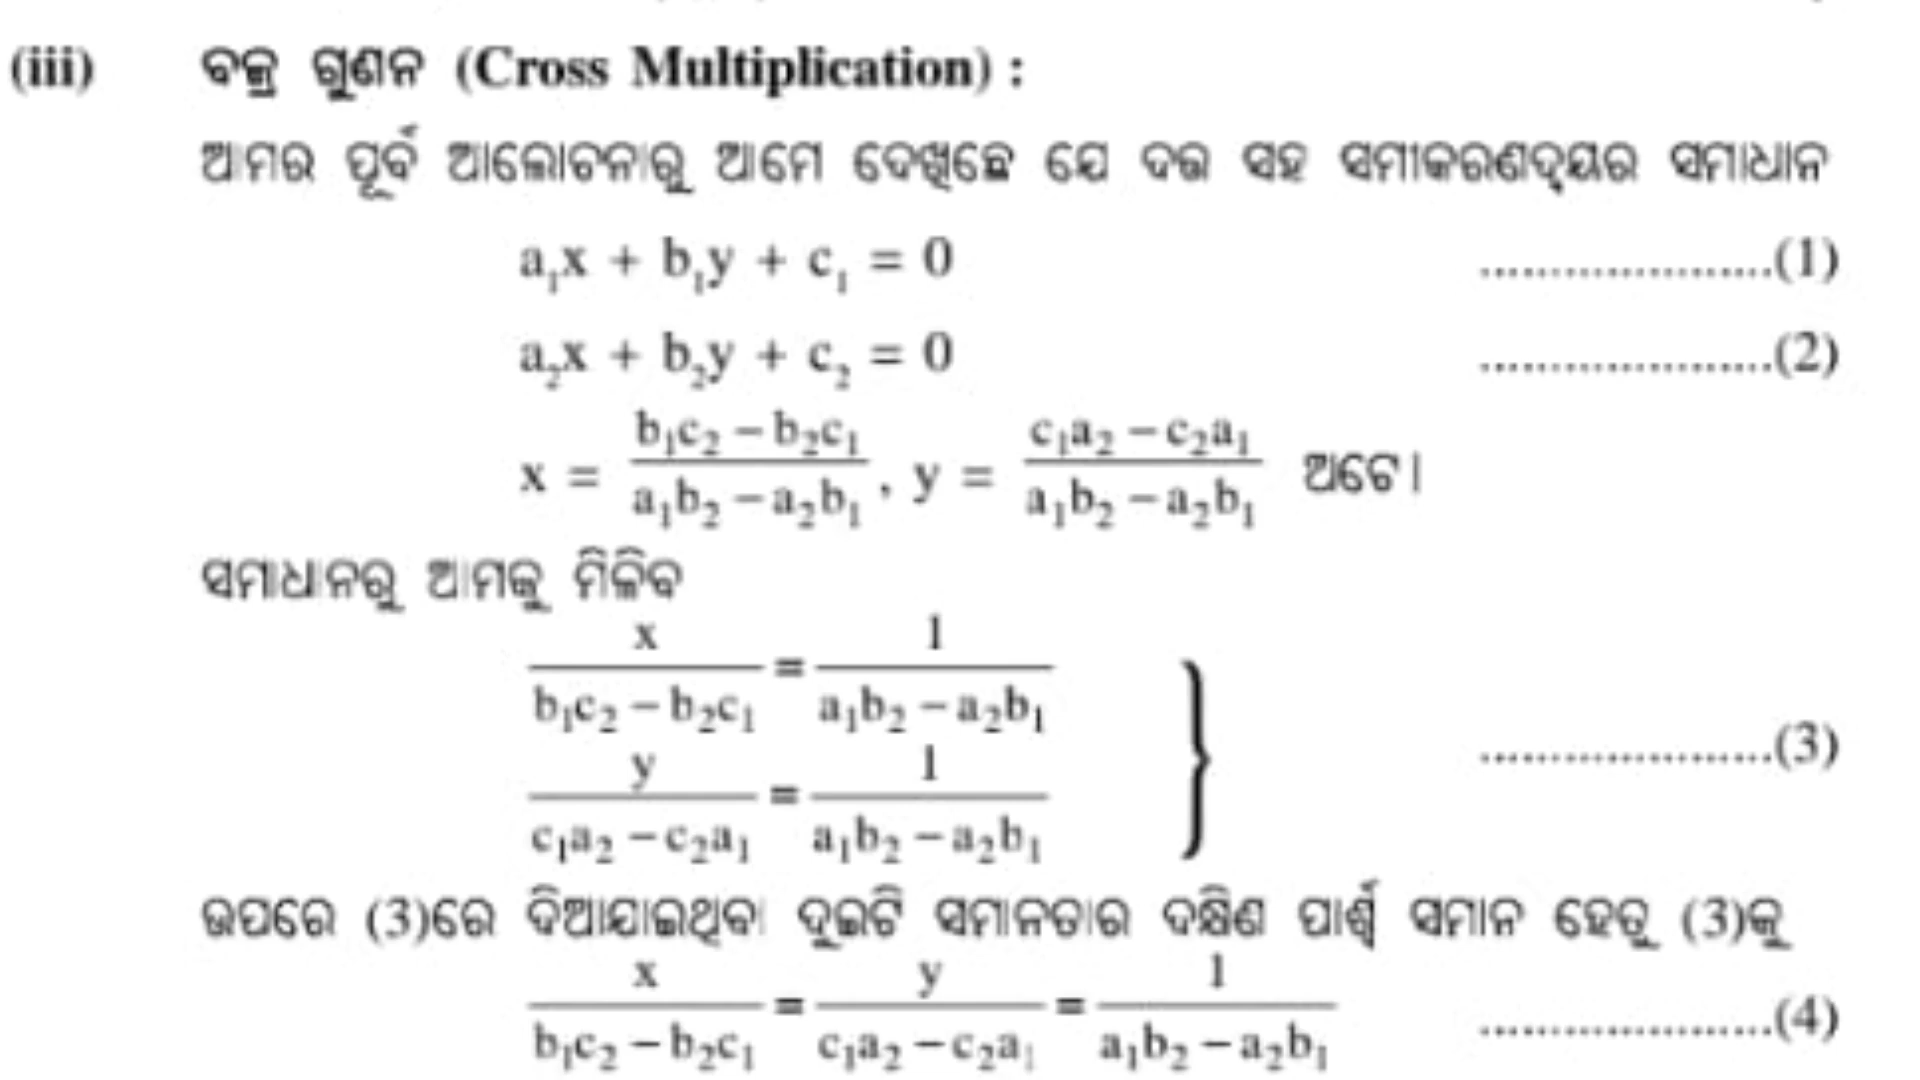 (iii) ବଜ୍ର ଗୁଣନ (Cross Multiplication) :
ଆମର ପୂର୍ବ ଆଲୋଚନାରୁ ଆମେ ଦେଖିଛେ ଯେ ଦତ୍ତ ସହ ସମୀକରଣଦ୍ୱୟର ସମାଧାନ
a₁x + b₁y + c₁ = 0 .....................(1)
a₂x + b₂y + c₂ = 0 .....................(2)
x = (b₁c₂ − b₂c₁)/(a₁b₂ − a₂b₁), y = (c₁a₂ − c₂a₁)/(a₁b₂ − a₂b₁) ଅଟେ।
ସମାଧାନରୁ ଆମକୁ ମିଳିବ
x/(b₁c₂ − b₂c₁) = 1/(a₁b₂ − a₂b₁)
y/(c₁a₂ − c₂a₁) = 1/(a₁b₂ − a₂b₁) } .....................(3)
ଉପରେ (3)ରେ ଦିଆଯାଇଥିବା ଦୁଇଟି ସମାନତାର ଦକ୍ଷିଣ ପାର୍ଶ୍ୱ ସମାନ ହେତୁ (3)କୁ
x/(b₁c₂ − b₂c₁) = y/(c₁a₂ − c₂a₁) = 1/(a₁b₂ − a₂b₁) .....................(4)